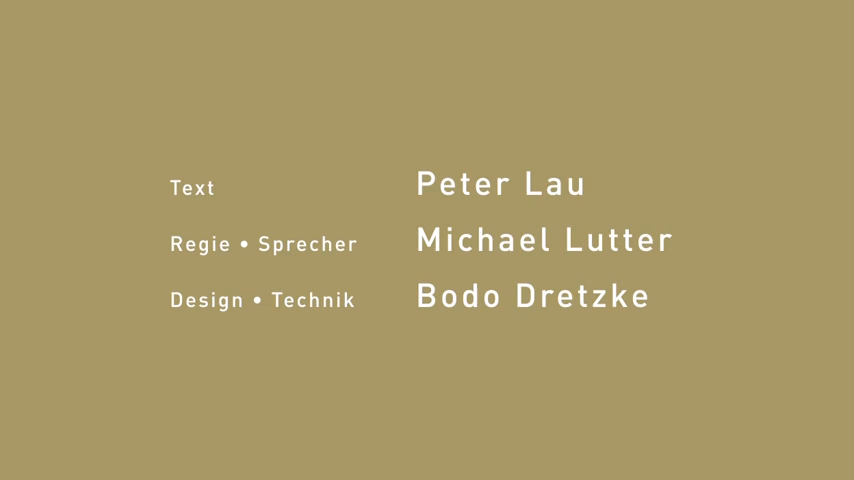 Text Peter Lau
Regie • Sprecher Michael Lutter
Design • Technik Bodo Dretzke